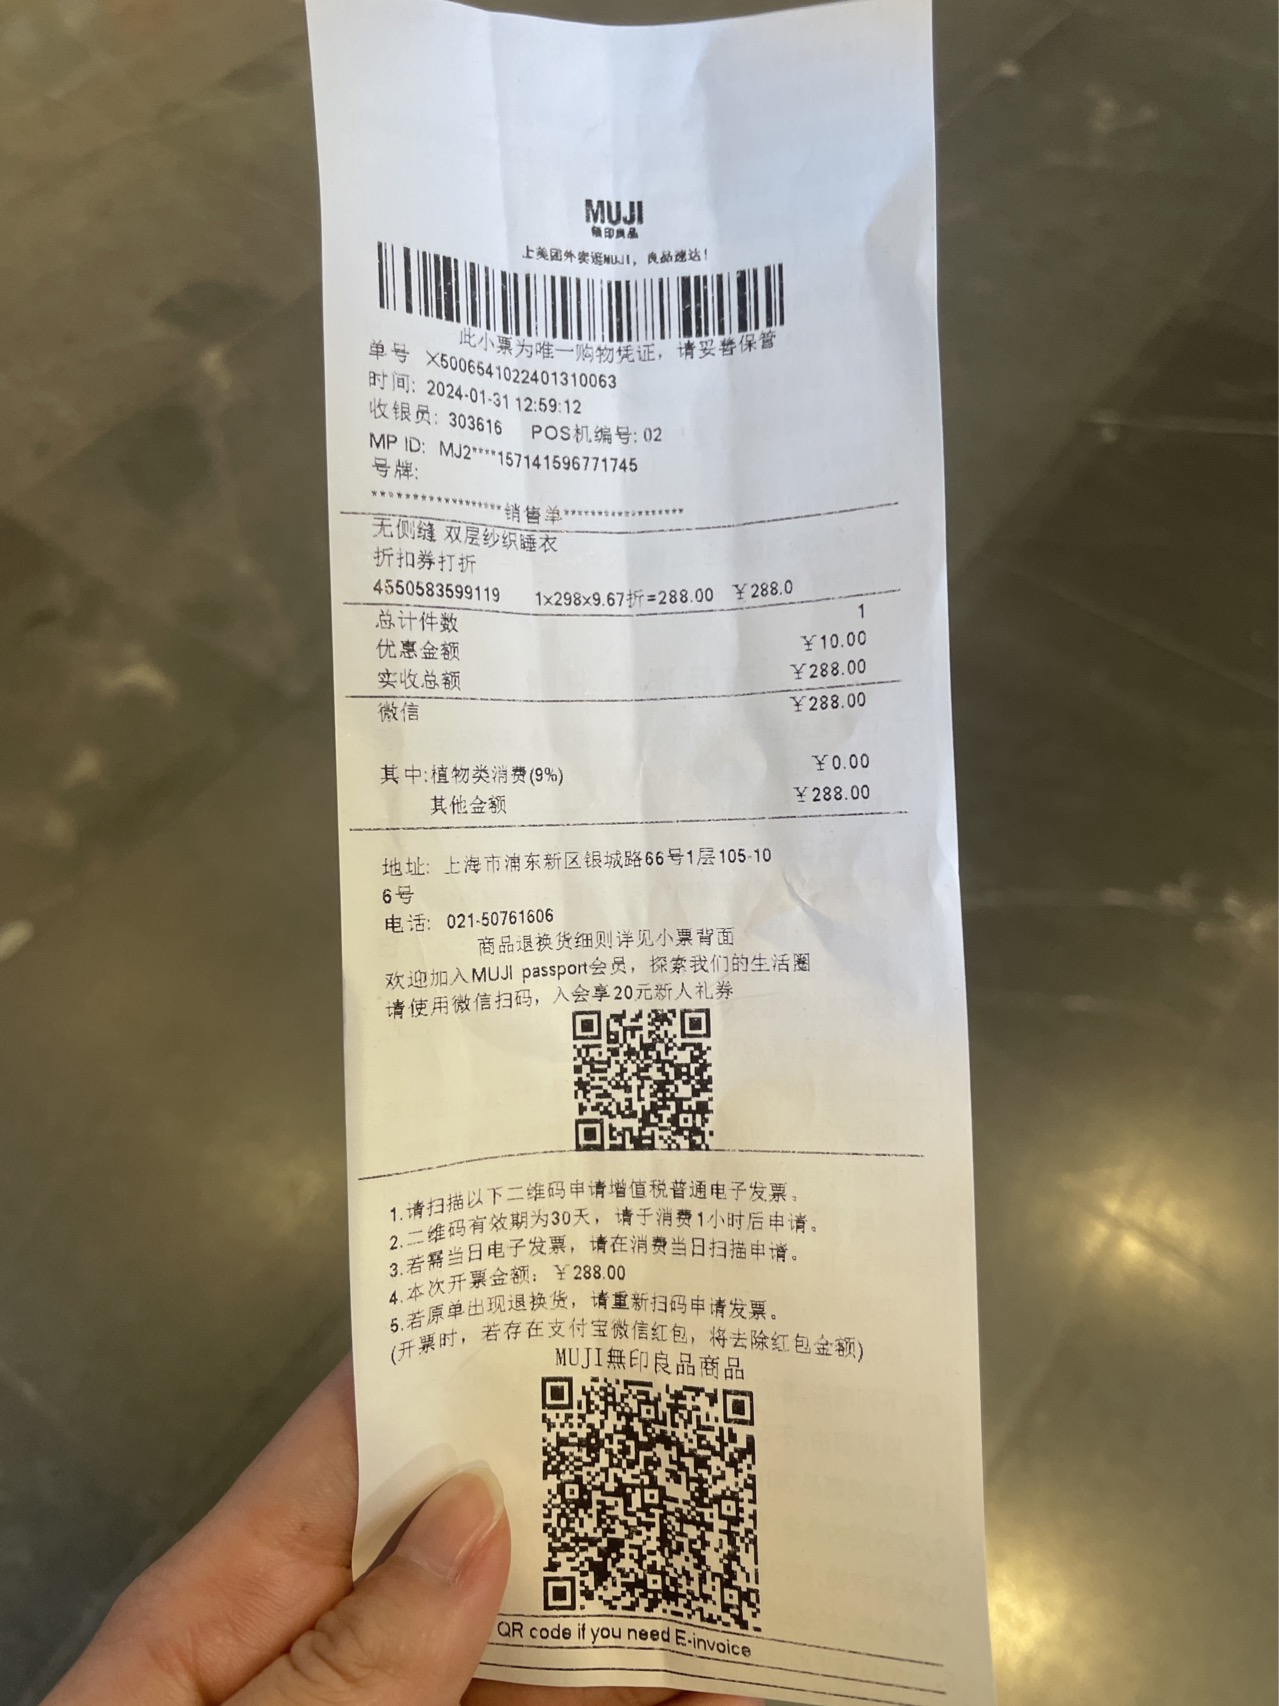 MUJI
無印良品
上美团外卖逛MUJI，良品速达！
此小票为唯一购物凭证，请妥善保管
单号 X5006541022401310063
时间: 2024-01-31 12:59:12
收银员: 303616 POS机编号: 02
MP ID: MJ2****157141596771745
号牌:
******************销售单******************
无侧缝 双层纱织睡衣
折扣券打折
4550583599119 1x298x9.67折=288.00 ￥288.0
总计件数 1
优惠金额 ￥10.00
实收总额 ￥288.00
微信 ￥288.00
其中:植物类消费(9%) ￥0.00
其他金额 ￥288.00
地址: 上海市浦东新区银城路66号1层105-10
6号
电话: 021-50761606
商品退换货细则详见小票背面
欢迎加入MUJI passport会员，探索我们的生活圈
请使用微信扫码，入会享20元新人礼券
1.请扫描以下二维码申请增值税普通电子发票。
2.二维码有效期为30天，请于消费1小时后申请。
3.若需当日电子发票，请在消费当日扫描申请。
4.本次开票金额: ￥288.00
5.若原单出现退换货，请重新扫码申请发票。
(开票时，若存在支付宝微信红包，将去除红包金额)
MUJI無印良品商品
QR code if you need E-invoice